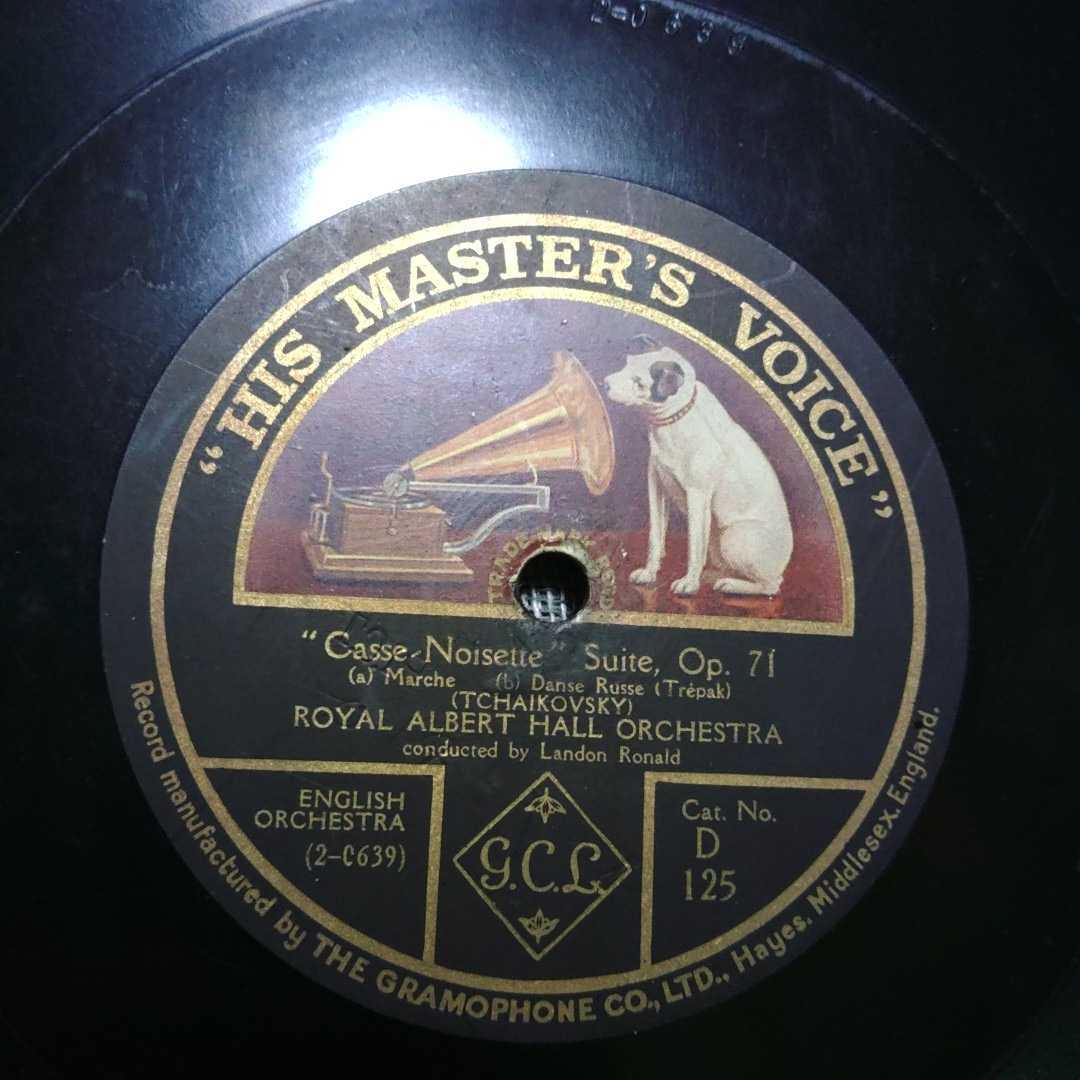 2-0639
“HIS MASTER'S VOICE”
TRADE MARK
“Casse-Noisette” Suite, Op. 71
(a) Marche (b) Danse Russe (Trépak)
(TCHAIKOVSKY)
ROYAL ALBERT HALL ORCHESTRA
conducted by Landon Ronald
ENGLISH
ORCHESTRA
(2-0639)
G.C.L.
Cat. No.
D
125
Record manufactured by THE GRAMOPHONE CO., LTD., Hayes, Middlesex, England.